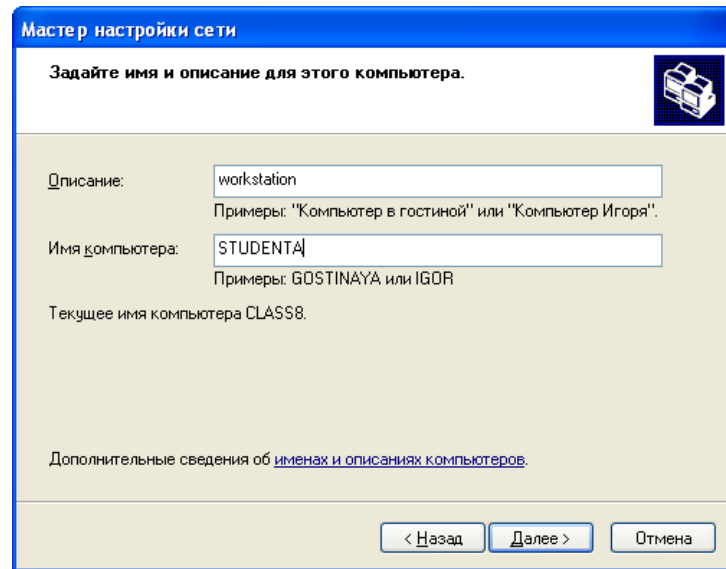 Мастер настройки сети
Задайте имя и описание для этого компьютера.
Описание: workstation
Примеры: "Компьютер в гостиной" или "Компьютер Игоря".
Имя компьютера: STUDENTA
Примеры: GOSTINAYA или IGOR
Текущее имя компьютера CLASS8.
Дополнительные сведения об именах и описаниях компьютеров.
< Назад Далее > Отмена